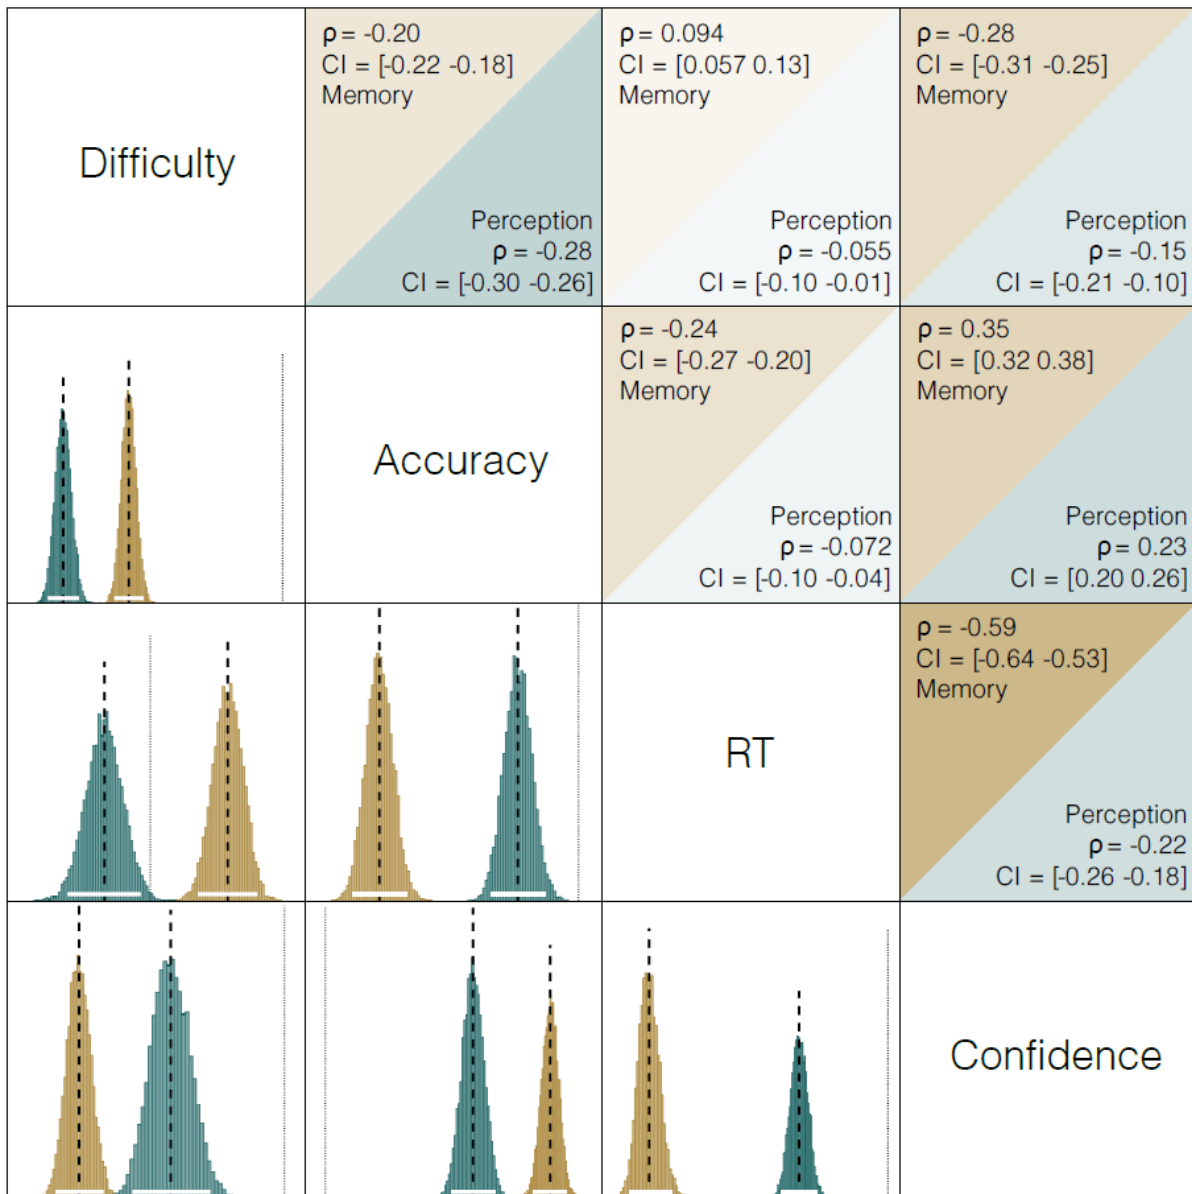 Difficulty
ρ = -0.20
CI = [-0.22 -0.18]
Memory
Perception
ρ = -0.28
CI = [-0.30 -0.26]
ρ = 0.094
CI = [0.057 0.13]
Memory
Perception
ρ = -0.055
CI = [-0.10 -0.01]
ρ = -0.28
CI = [-0.31 -0.25]
Memory
Perception
ρ = -0.15
CI = [-0.21 -0.10]
Accuracy
ρ = -0.24
CI = [-0.27 -0.20]
Memory
Perception
ρ = -0.072
CI = [-0.10 -0.04]
ρ = 0.35
CI = [0.32 0.38]
Memory
Perception
ρ = 0.23
CI = [0.20 0.26]
RT
ρ = -0.59
CI = [-0.64 -0.53]
Memory
Perception
ρ = -0.22
CI = [-0.26 -0.18]
Confidence